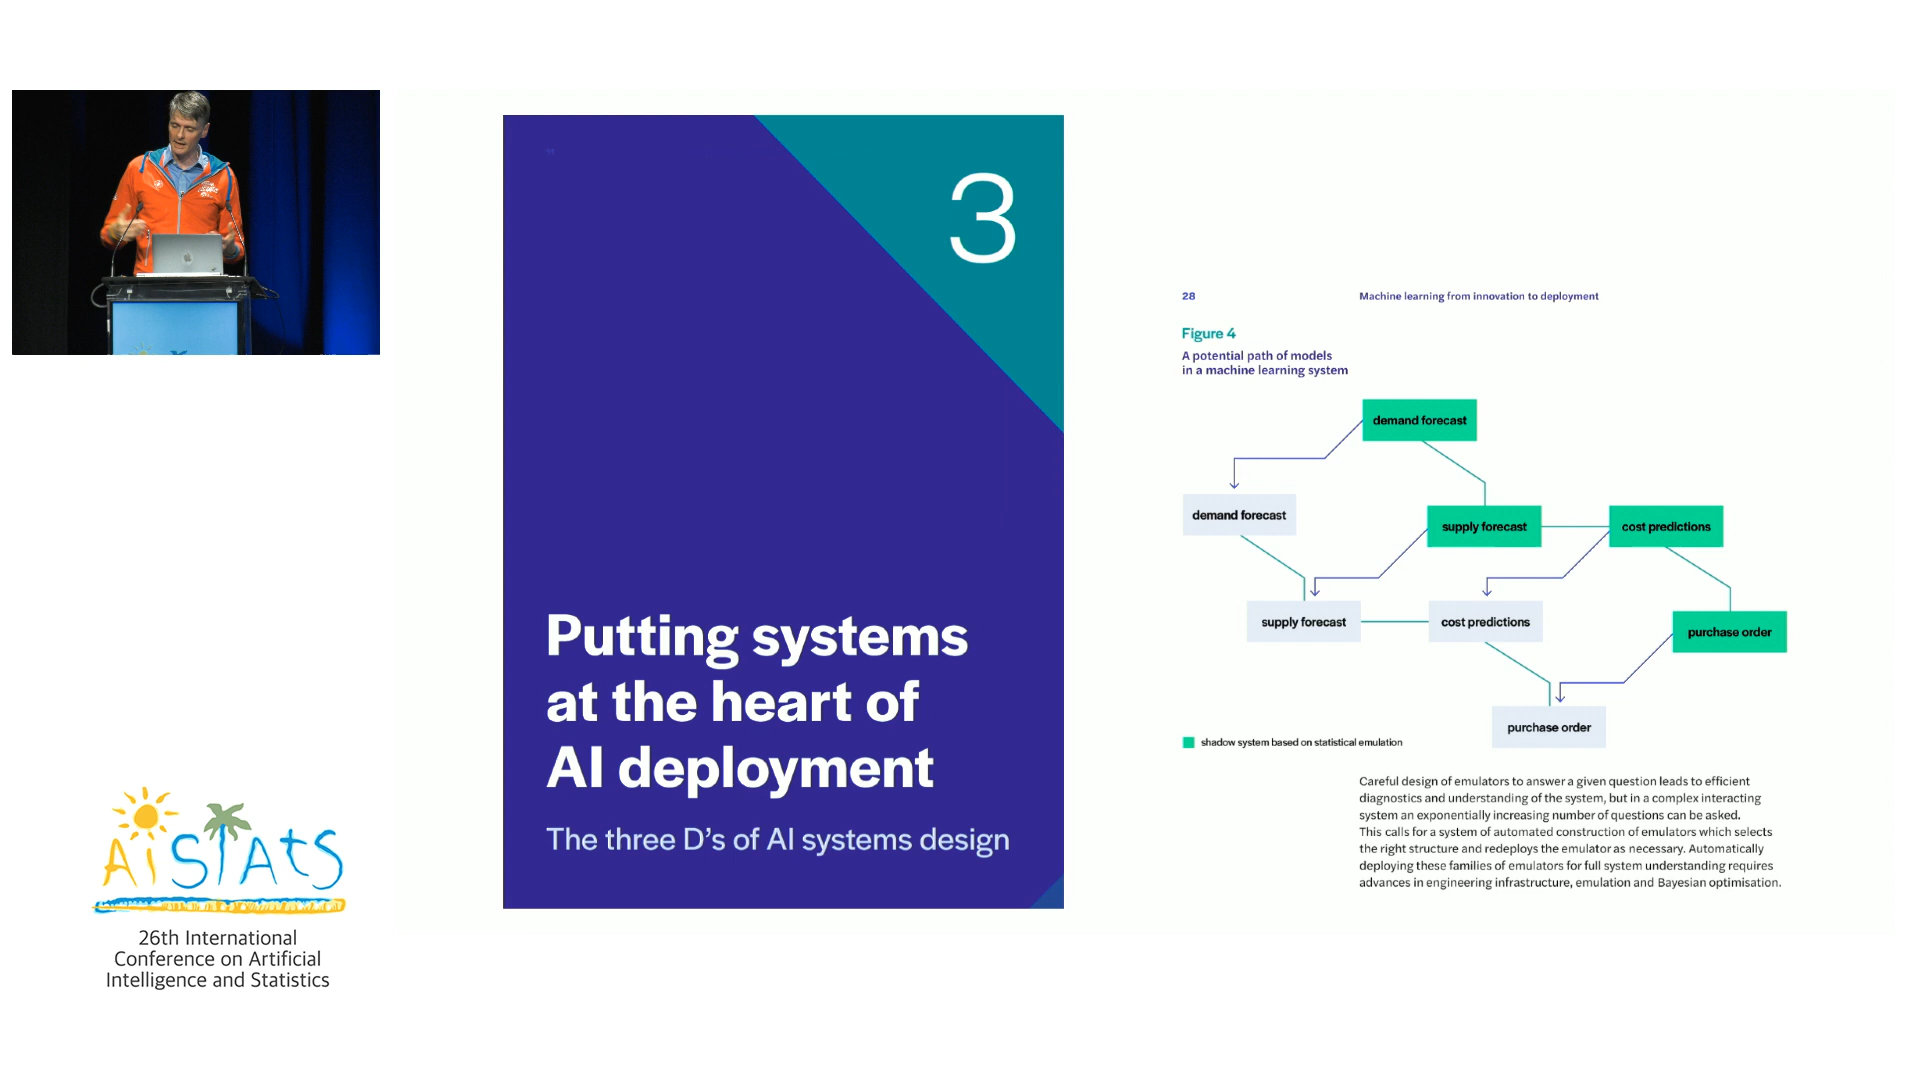 3
Putting systems
at the heart of
AI deployment
The three D's of AI systems design
28
Machine learning from innovation to deployment
Figure 4
A potential path of models
in a machine learning system
demand forecast
demand forecast
supply forecast
cost predictions
supply forecast
cost predictions
purchase order
purchase order
shadow system based on statistical emulation
Careful design of emulators to answer a given question leads to efficient
diagnostics and understanding of the system, but in a complex interacting
system an exponentially increasing number of questions can be asked.
This calls for a system of automated construction of emulators which selects
the right structure and redeploys the emulator as necessary. Automatically
deploying these families of emulators for full system understanding requires
advances in engineering infrastructure, emulation and Bayesian optimisation.
AiSTAtS
26th International
Conference on Artificial
Intelligence and Statistics